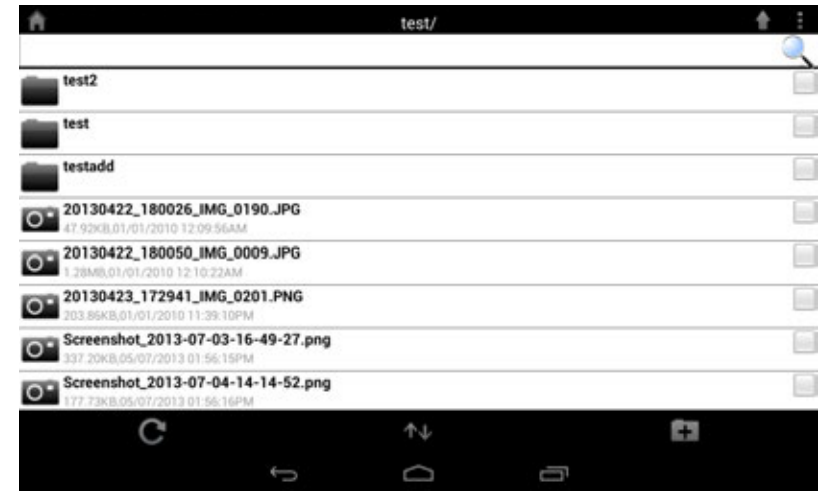 test/
test2
test
testadd
20130422_180026_IMG_0190.JPG
47.92KB,01/01/2010 12:09:56AM
20130422_180050_IMG_0009.JPG
1.28MB,01/01/2010 12:10:22AM
20130423_172941_IMG_0201.PNG
203.86KB,01/01/2010 11:39:10PM
Screenshot_2013-07-03-16-49-27.png
337.20KB,05/07/2013 01:56:15PM
Screenshot_2013-07-04-14-14-52.png
177.73KB,05/07/2013 01:56:16PM